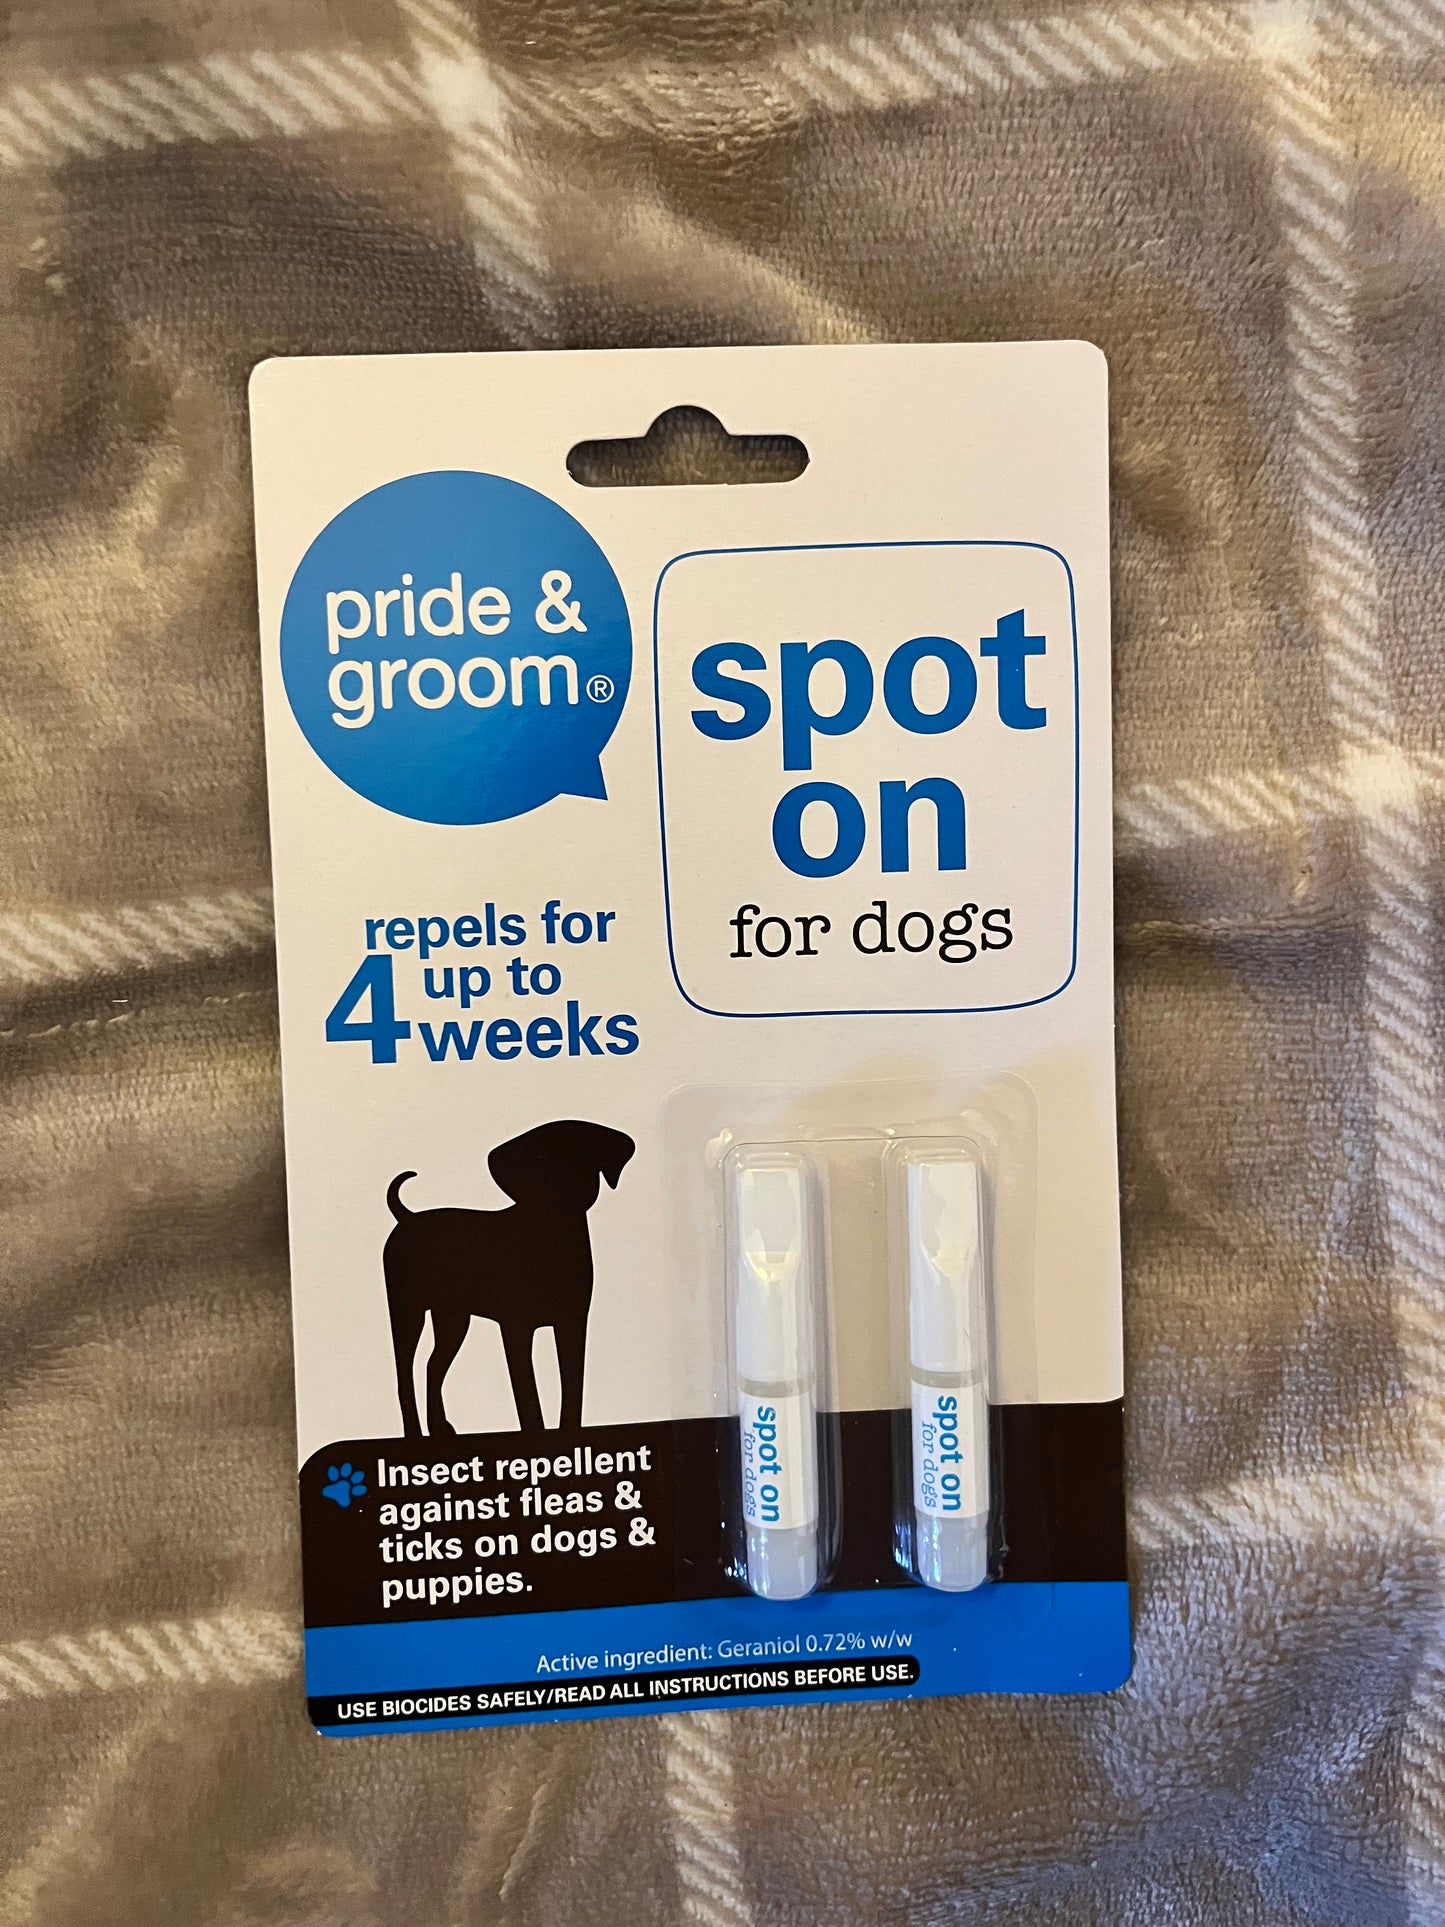 pride &
groom®
spot
on
for dogs
repels for
4 up to
weeks
spot on
for dogs
spot on
for dogs
Insect repellent
against fleas &
ticks on dogs &
puppies.
Active ingredient: Geraniol 0.72% w/w
USE BIOCIDES SAFELY/READ ALL INSTRUCTIONS BEFORE USE.